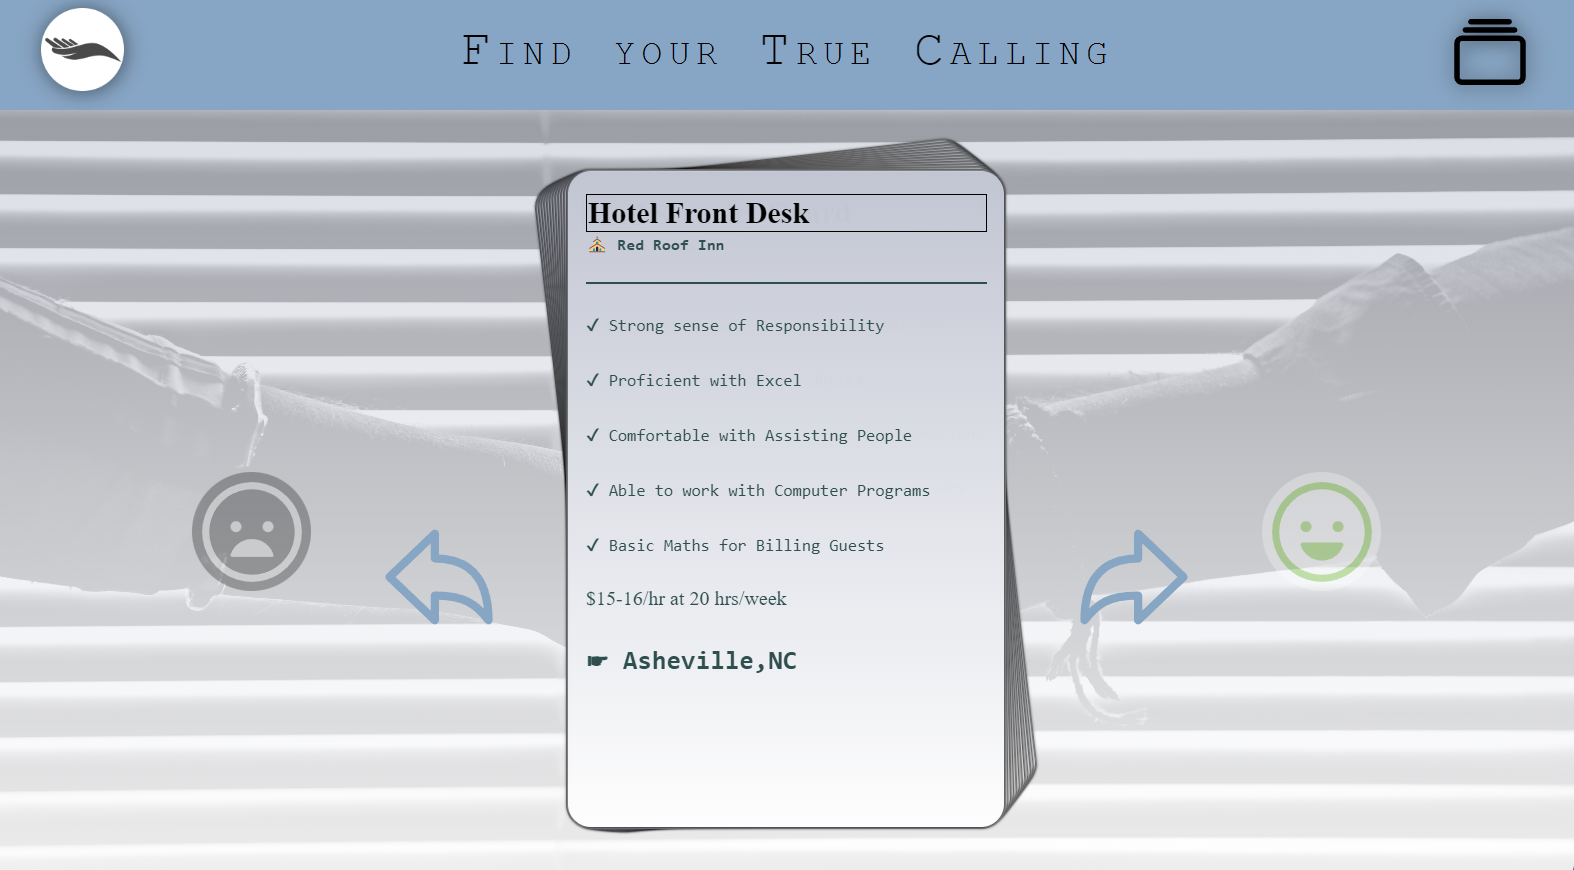 Find your True Calling
Hotel Front Desk
Red Roof Inn
✓ Strong sense of Responsibility
✓ Proficient with Excel
✓ Comfortable with Assisting People
✓ Able to work with Computer Programs
✓ Basic Maths for Billing Guests
$15-16/hr at 20 hrs/week
☛ Asheville,NC